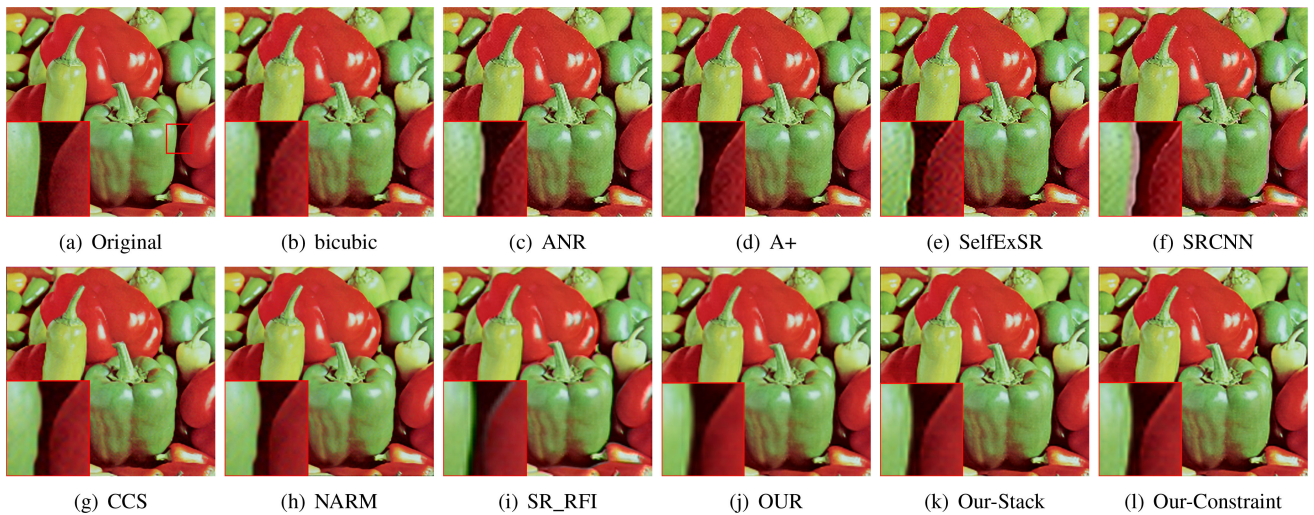 (a) Original
(b) bicubic
(c) ANR
(d) A+
(e) SelfExSR
(f) SRCNN
(g) CCS
(h) NARM
(i) SR_RFI
(j) OUR
(k) Our-Stack
(l) Our-Constraint